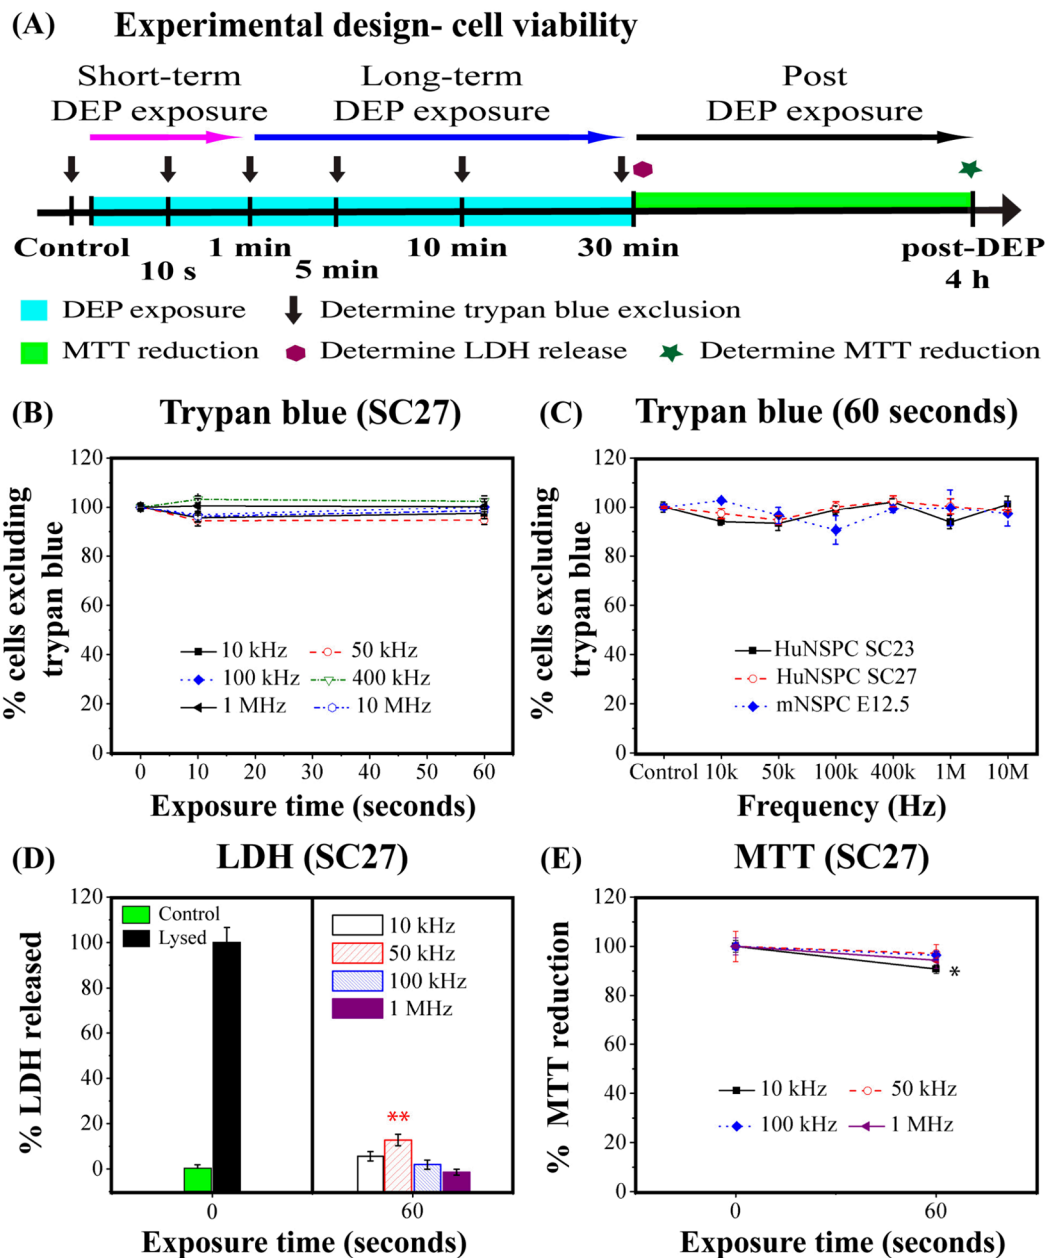 (A) Experimental design- cell viability
Short-term Long-term Post
DEP exposure DEP exposure DEP exposure
Control 1 min 10 min 30 min post-DEP
10 s 5 min 4 h
DEP exposure Determine trypan blue exclusion
MTT reduction Determine LDH release Determine MTT reduction
(B) Trypan blue (SC27)
% cells excluding
trypan blue
120
100
80
60
40
20
0
10 kHz 50 kHz
100 kHz 400 kHz
1 MHz 10 MHz
0 10 20 30 40 50 60
Exposure time (seconds)
(C) Trypan blue (60 seconds)
% cells excluding
trypan blue
120
100
80
60
40
20
0
HuNSPC SC23
HuNSPC SC27
mNSPC E12.5
Control 10k 50k 100k 400k 1M 10M
Frequency (Hz)
(D) LDH (SC27)
% LDH released
120
100
80
60
40
20
0
Control
Lysed
10 kHz
50 kHz
100 kHz
1 MHz
**
0 60
Exposure time (seconds)
(E) MTT (SC27)
% MTT reduction
120
100
80
60
40
20
0
*
10 kHz 50 kHz
100 kHz 1 MHz
0 60
Exposure time (seconds)